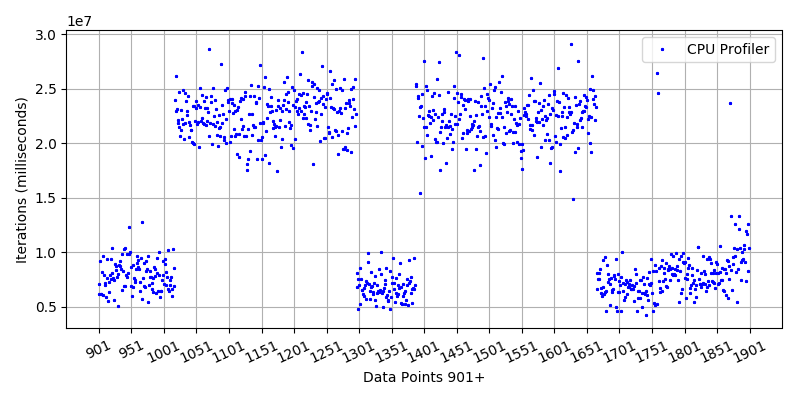 1e7
CPU Profiler
3.0
2.5
2.0
1.5
1.0
0.5
Iterations (milliseconds)
901 951 1001 1051 1101 1151 1201 1251 1301 1351 1401 1451 1501 1551 1601 1651 1701 1751 1801 1851 1901
Data Points 901+